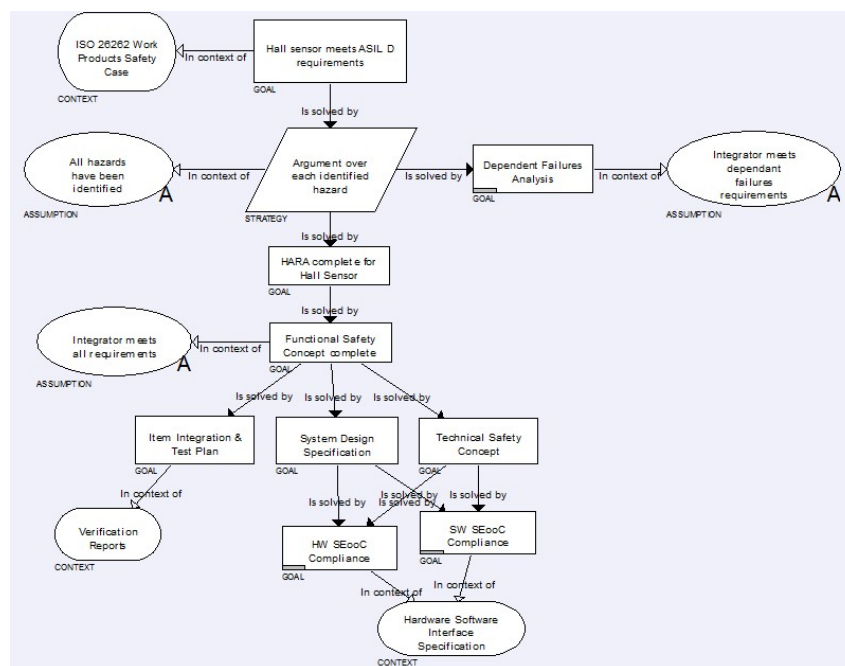 ISO 26262 Work
Products Safety
Case
CONTEXT
In context of
Hall sensor meets ASIL D
requirements
GOAL
Is solved by
All hazards
have been
identified
A
ASSUMPTION
In context of
Argument over
each identified
hazard
STRATEGY
Is solved by
Dependent Failures
Analysis
GOAL
In context of
Integrator meets
dependant
failures
requirements
A
ASSUMPTION
Is solved by
HARA complete for
Hall Sensor
GOAL
Is solved by
Integrator meets
all requirements
A
ASSUMPTION
In context of
Functional Safety
Concept complete
GOAL
Is solved by
Is solved by
Is solved by
Item Integration &
Test Plan
GOAL
System Design
Specification
GOAL
Technical Safety
Concept
GOAL
In context of
Is solved by
Is solved by
Is solved by
Is solved by
Verification
Reports
CONTEXT
HW SEooC
Compliance
GOAL
SW SEooC
Compliance
GOAL
In context of
In context of
Hardware Software
Interface
Specification
CONTEXT